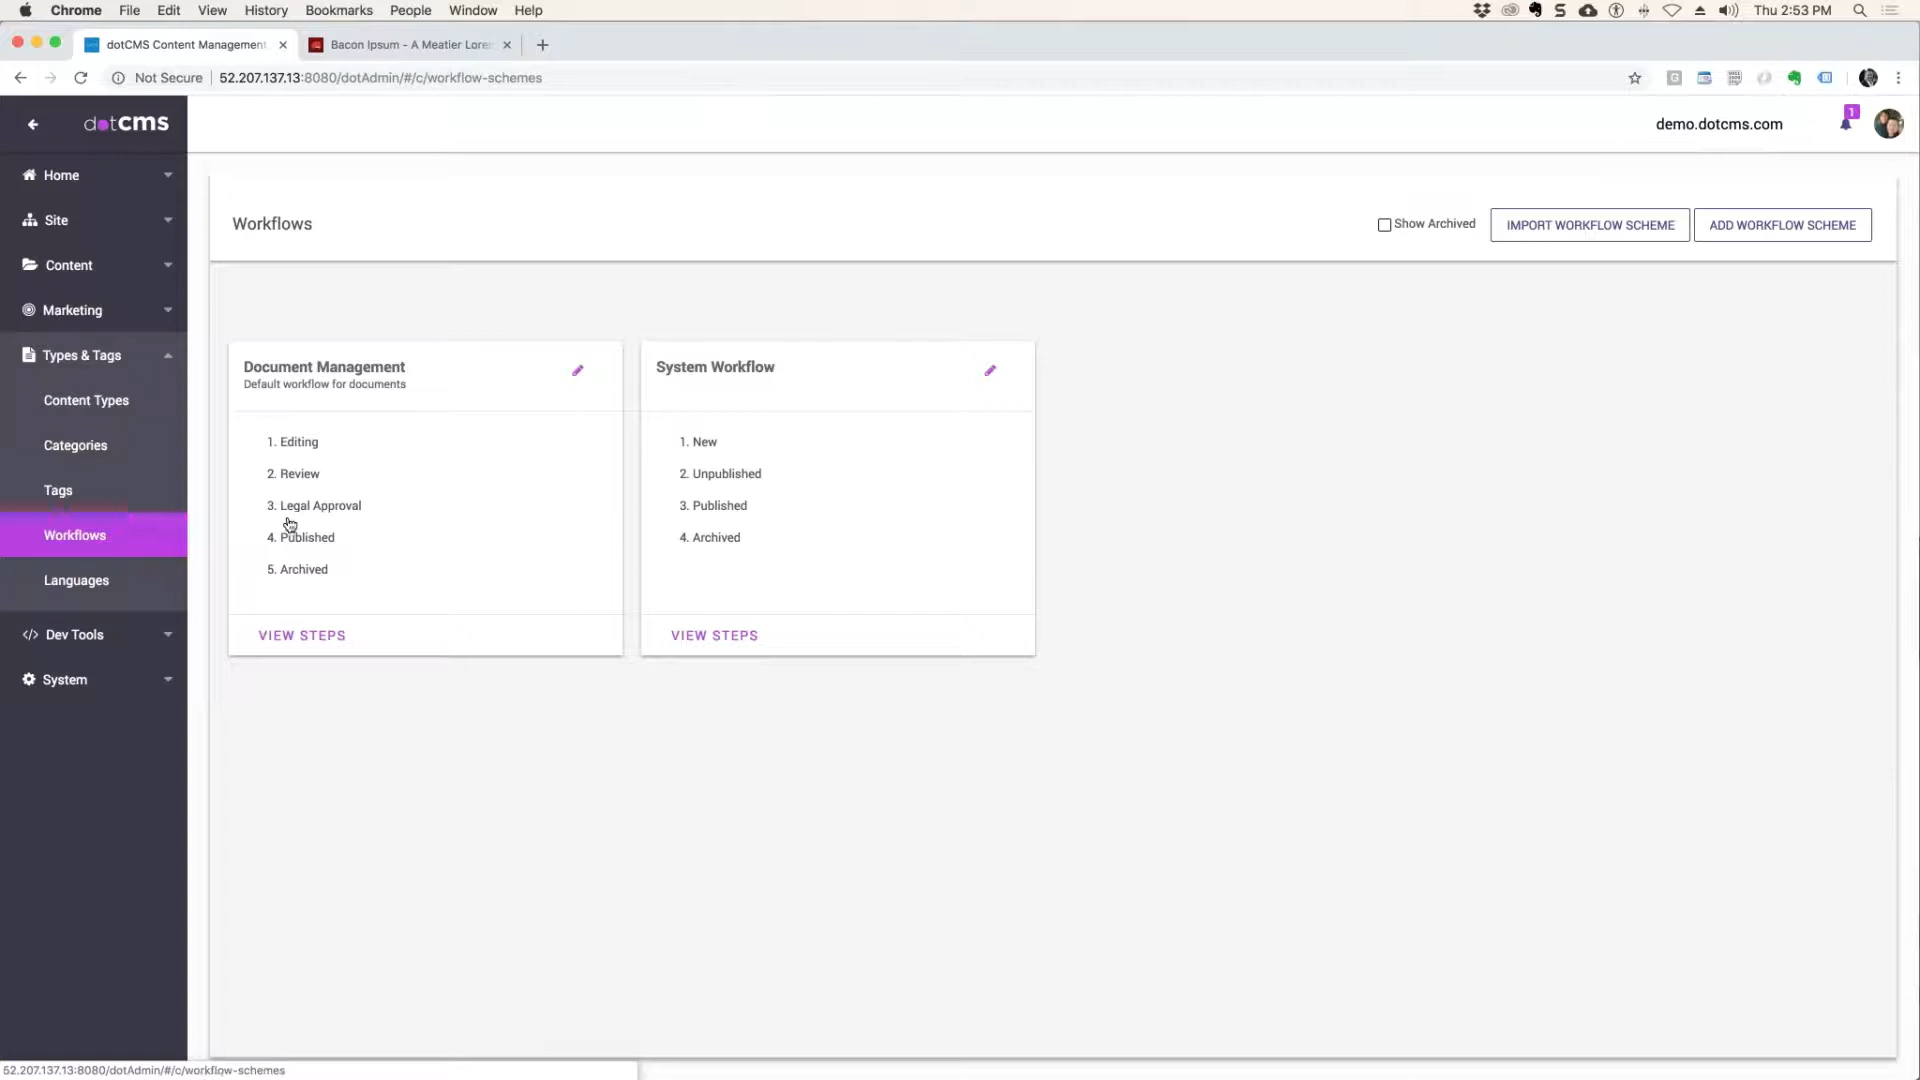 Chrome File Edit View History Bookmarks People Window Help Thu 2:53 PM
dotCMS Content Management
Bacon Ipsum - A Meatier Lorem
Not Secure 52.207.137.13:8080/dotAdmin/#/c/workflow-schemes
dotCMS
demo.dotcms.com
1
Home
Site
Content
Marketing
Types & Tags
Content Types
Categories
Tags
Workflows
Languages
Dev Tools
System
Workflows
Show Archived
IMPORT WORKFLOW SCHEME
ADD WORKFLOW SCHEME
Document Management
Default workflow for documents
1. Editing
2. Review
3. Legal Approval
4. Published
5. Archived
VIEW STEPS
System Workflow
1. New
2. Unpublished
3. Published
4. Archived
VIEW STEPS
52.207.137.13:8080/dotAdmin/#/c/workflow-schemes